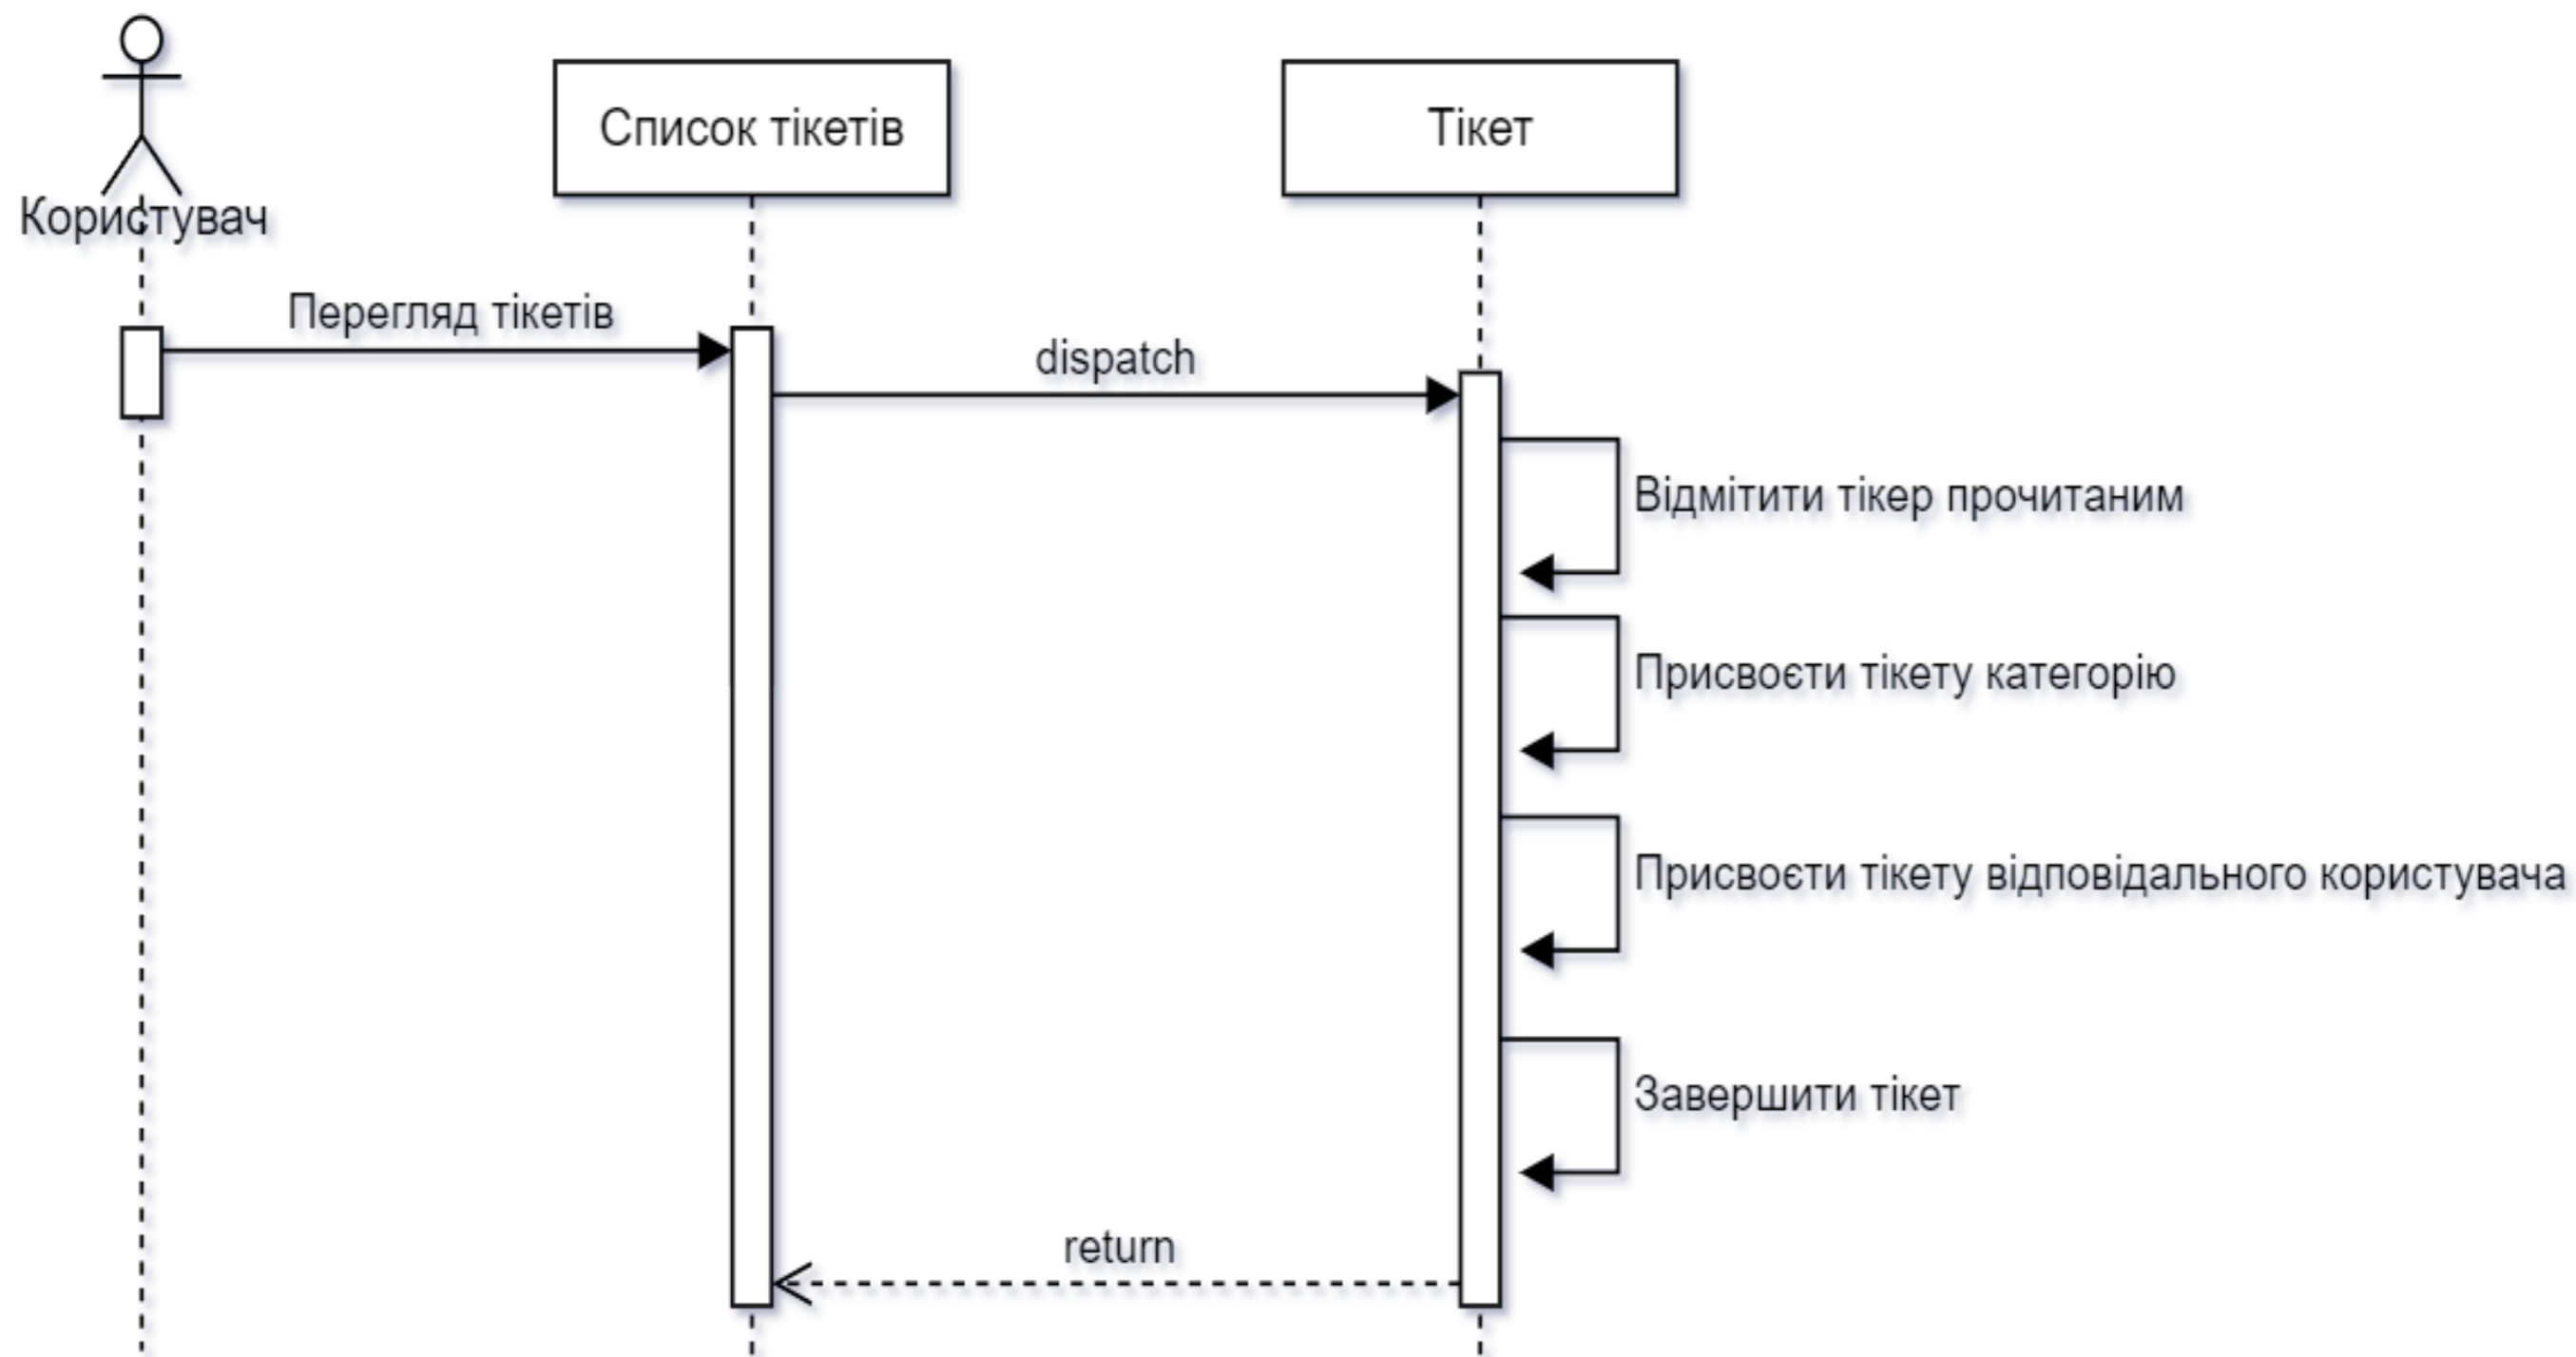 Користувач
Список тікетів
Тікет
Перегляд тікетів
dispatch
Відмітити тікер прочитаним
Присвоєти тікету категорію
Присвоєти тікету відповідального користувача
Завершити тікет
return